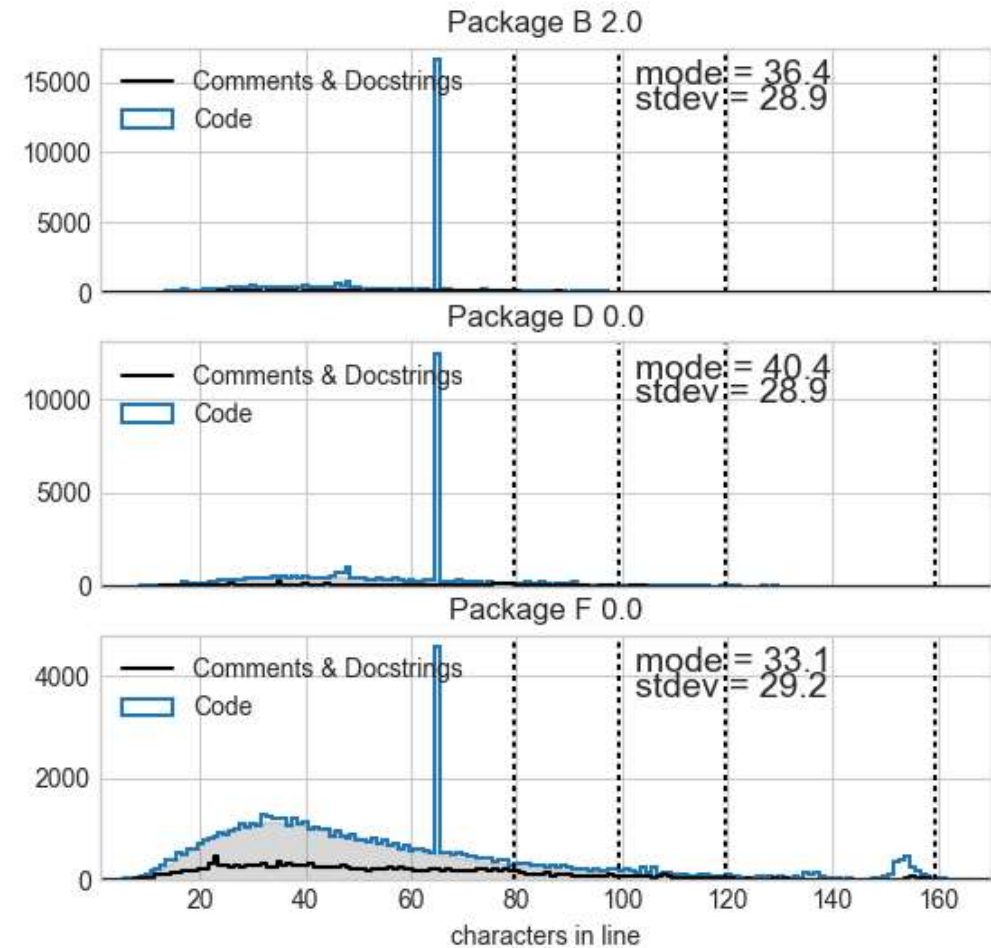 Package B 2.0
15000
10000
5000
0
Comments & Docstrings
Code
mode = 36.4
stdev = 28.9
Package D 0.0
10000
5000
0
Comments & Docstrings
Code
mode = 40.4
stdev = 28.9
Package F 0.0
4000
2000
0
Comments & Docstrings
Code
mode = 33.1
stdev = 29.2
20 40 60 80 100 120 140 160
characters in line